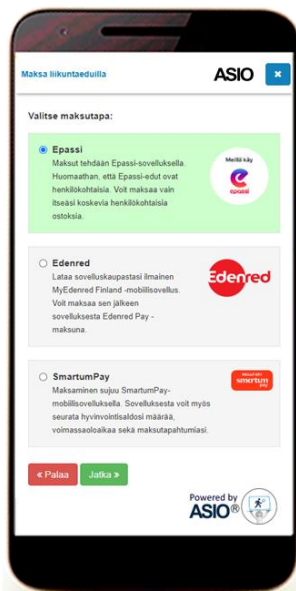 Maksa liikuntaeduilla
ASIO
×
Valitse maksutapa:
Epassi
Maksut tehdään Epassi-sovelluksella.
Huomaathan, että Epassi-edut ovat
henkilökohtaisia. Voit maksaa vain
itseäsi koskevia henkilökohtaisia
ostoksia.
Meillä käy
epassi
Edenred
Lataa sovelluskaupastasi ilmainen
MyEdenred Finland -mobiilisovellus.
Voit maksaa sen jälkeen
sovelluksesta Edenred Pay -
maksuna.
Edenred
SmartumPay
Maksaminen sujuu SmartumPay-
mobiilisovelluksella. Sovelluksesta voit myös
seurata hyvinvointisaldosi määrää,
voimassaoloaikaa sekä maksutapahtumiasi.
smartum
pay
« Palaa
Jatka »
Powered by
ASIO®